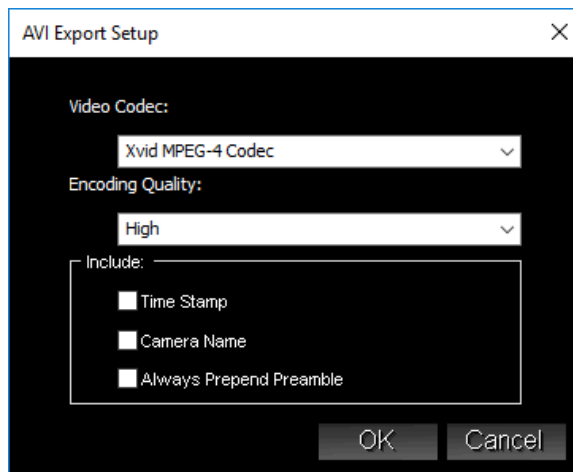 AVI Export Setup
Video Codec:
Xvid MPEG-4 Codec
Encoding Quality:
High
Include:
Time Stamp
Camera Name
Always Prepend Preamble
OK Cancel